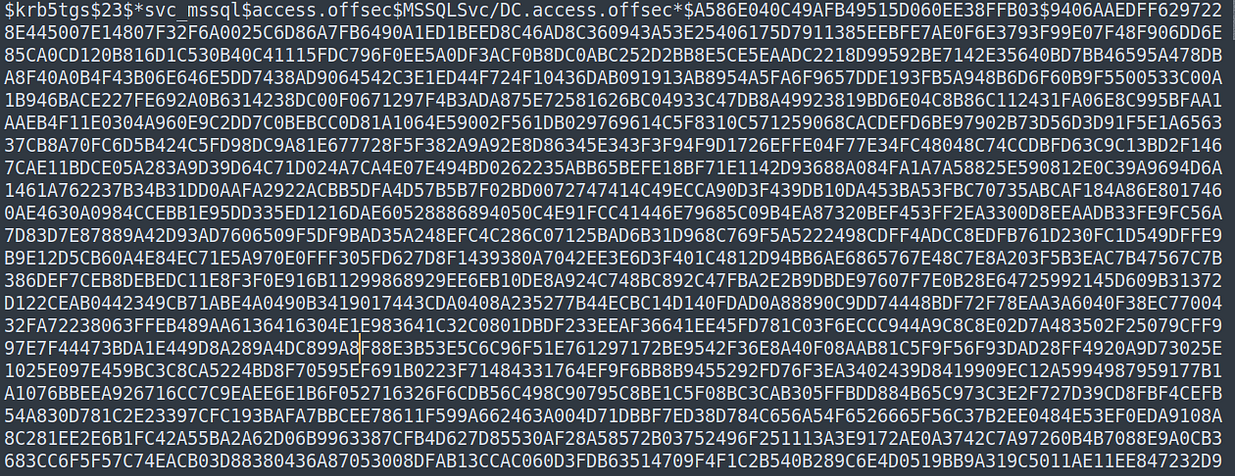 $krb5tgs$23$*svc_mssql$access.offsec$MSSQLSvc/DC.access.offsec*$A586E040C49AFB49515D060EE38FFB03$9406AAEDFF629722
8E445007E14807F32F6A0025C6D86A7FB6490A1ED1BEED8C46AD8C360943A53E25406175D7911385EEBFE7AE0F6E3793F99E07F48F906DD6E
85CA0CD120B816D1C530B40C41115FDC796F0EE5A0DF3ACF0B8DC0ABC252D2BB8E5CE5EAADC2218D99592BE7142E35640BD7BB46595A478DB
A8F40A0B4F43B06E646E5DD7438AD9064542C3E1ED44F724F10436DAB091913AB8954A5FA6F9657DDE193FB5A948B6D6F60B9F5500533C00A
1B946BACE227FE692A0B6314238DC00F0671297F4B3ADA875E72581626BC04933C47DB8A49923819BD6E04C8B86C112431FA06E8C995BFAA1
AAEB4F11E0304A960E9C2DD7C0BEBCC0D81A1064E59002F561DB029769614C5F8310C571259068CACDEFD6BE97902B73D56D3D91F5E1A6563
37CB8A70FC6D5B424C5FD98DC9A81E677728F5F382A9A92E8D86345E343F3F94F9D1726EFFE04F77E34FC48048C74CCDBFD63C9C13BD2F146
7CAE11BDCE05A283A9D39D64C71D024A7CA4E07E494BD0262235ABB65BEFE18BF71E1142D93688A084FA1A7A58825E590812E0C39A9694D6A
1461A762237B34B31DD0AAFA2922ACBB5DFA4D57B5B7F02BD0072747414C49ECCA90D3F439DB10DA453BA53FBC70735ABCAF184A86E801746
0AE4630A0984CCEBB1E95DD335ED1216DAE60528886894050C4E91FCC41446E79685C09B4EA87320BEF453FF2EA3300D8EEAADB33FE9FC56A
7D83D7E87889A42D93AD7606509F5DF9BAD35A248EFC4C286C07125BAD6B31D968C769F5A5222498CDFF4ADCC8EDFB761D230FC1D549DFFE9
B9E12D5CB60A4E84EC71E5A970E0FFF305FD627D8F1439380A7042EE3E6D3F401C4812D94BB6AE6865767E48C7E8A203F5B3EAC7B47567C7B
386DEF7CEB8DEBEDC11E8F3F0E916B11299868929EE6EB10DE8A924C748BC892C47FBA2E2B9DBDE97607F7E0B28E64725992145D609B31372
D122CEAB0442349CB71ABE4A0490B3419017443CDA0408A235277B44ECBC14D140FDAD0A88890C9DD74448BDF72F78EAA3A6040F38EC77004
32FA72238063FFEB489AA6136416304E1E983641C32C0801DBDF233EEAF36641EE45FD781C03F6ECCC944A9C8C8E02D7A483502F25079CFF9
97E7F44473BDA1E449D8A289A4DC899A8F88E3B53E5C6C96F51E761297172BE9542F36E8A40F08AAB81C5F9F56F93DAD28FF4920A9D73025E
1025E097E459BC3C8CA5224BD8F70595EF691B0223F71484331764EF9F6BB8B9455292FD76F3EA3402439D8419909EC12A5994987959177B1
A1076BBEEA926716CC7C9EAEE6E1B6F052716326F6CDB56C498C90795C8BE1C5F08BC3CAB305FFBDD884B65C973C3E2F727D39CD8FBF4CEFB
54A830D781C2E23397CFC193BAFA7BBCEE78611F599A662463A004D71DBBF7ED38D784C656A54F6526665F56C37B2EE0484E53EF0EDA9108A
8C281EE2E6B1FC42A55BA2A62D06B9963387CFB4D627D85530AF28A58572B03752496F251113A3E9172AE0A3742C7A97260B4B7088E9A0CB3
683CC6F5F57C74EACB03D88380436A87053008DFAB13CCAC060D3FDB63514709F4F1C2B540B289C6E4D0519BB9A319C5011AE11EE847232D9